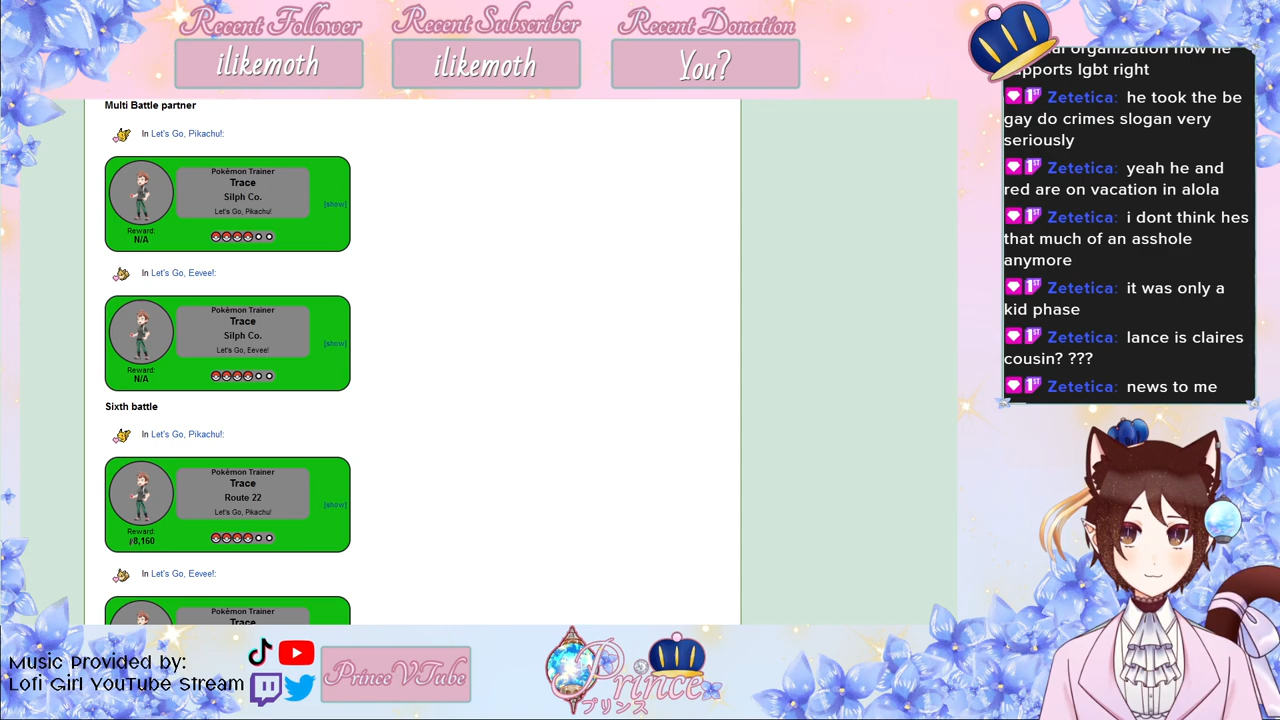 Recent Follower
ilikemoth
Recent Subscriber
ilikemoth
Recent Donation
You?
Multi Battle partner
In Let's Go, Pikachu!:
Pokémon Trainer
Trace
Silph Co.
Let's Go, Pikachu!
[show]
Reward:
N/A
In Let's Go, Eevee!:
Pokémon Trainer
Trace
Silph Co.
Let's Go, Eevee!
[show]
Reward:
N/A
Sixth battle
In Let's Go, Pikachu!:
Pokémon Trainer
Trace
Route 22
Let's Go, Pikachu!
[show]
Reward:
8,160
In Let's Go, Eevee!:
Pokémon Trainer
Trace
organization now he
supports lgbt right
Zetetica: he took the be
gay do crimes slogan very
seriously
Zetetica: yeah he and
red are on vacation in alola
Zetetica: i dont think hes
that much of an asshole
anymore
Zetetica: it was only a
kid phase
Zetetica: lance is claires
cousin? ???
Zetetica: news to me
Music Provided by:
Lofi Girl YouTube Stream
Prince VTube
Prince
プリンス